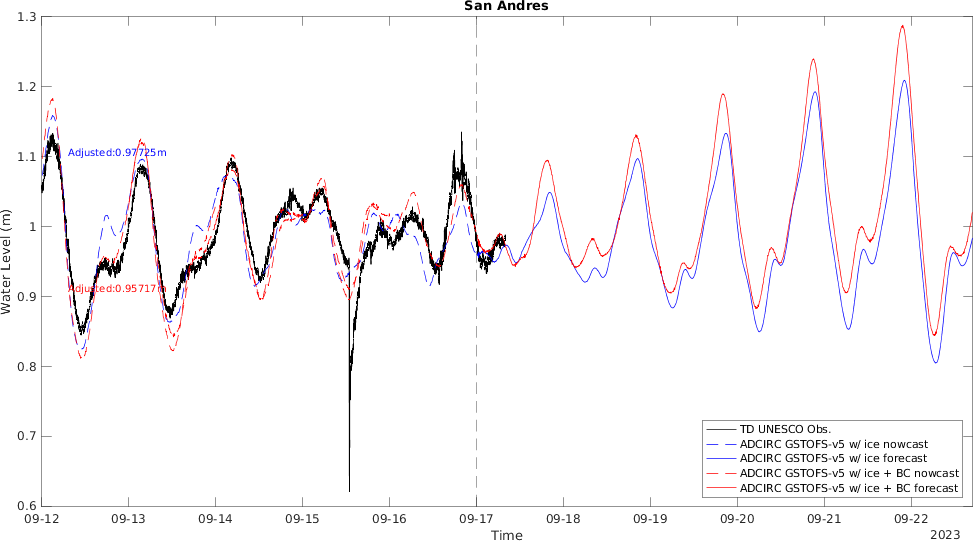 San Andres
1.3
1.2
1.1
1
0.9
0.8
0.7
0.6
Water Level (m)
Adjusted:0.97725m
Adjusted:0.95717m
TD UNESCO Obs.
ADCIRC GSTOFS-v5 w/ ice nowcast
ADCIRC GSTOFS-v5 w/ ice forecast
ADCIRC GSTOFS-v5 w/ ice + BC nowcast
ADCIRC GSTOFS-v5 w/ ice + BC forecast
09-12 09-13 09-14 09-15 09-16 09-17 09-18 09-19 09-20 09-21 09-22
Time
2023